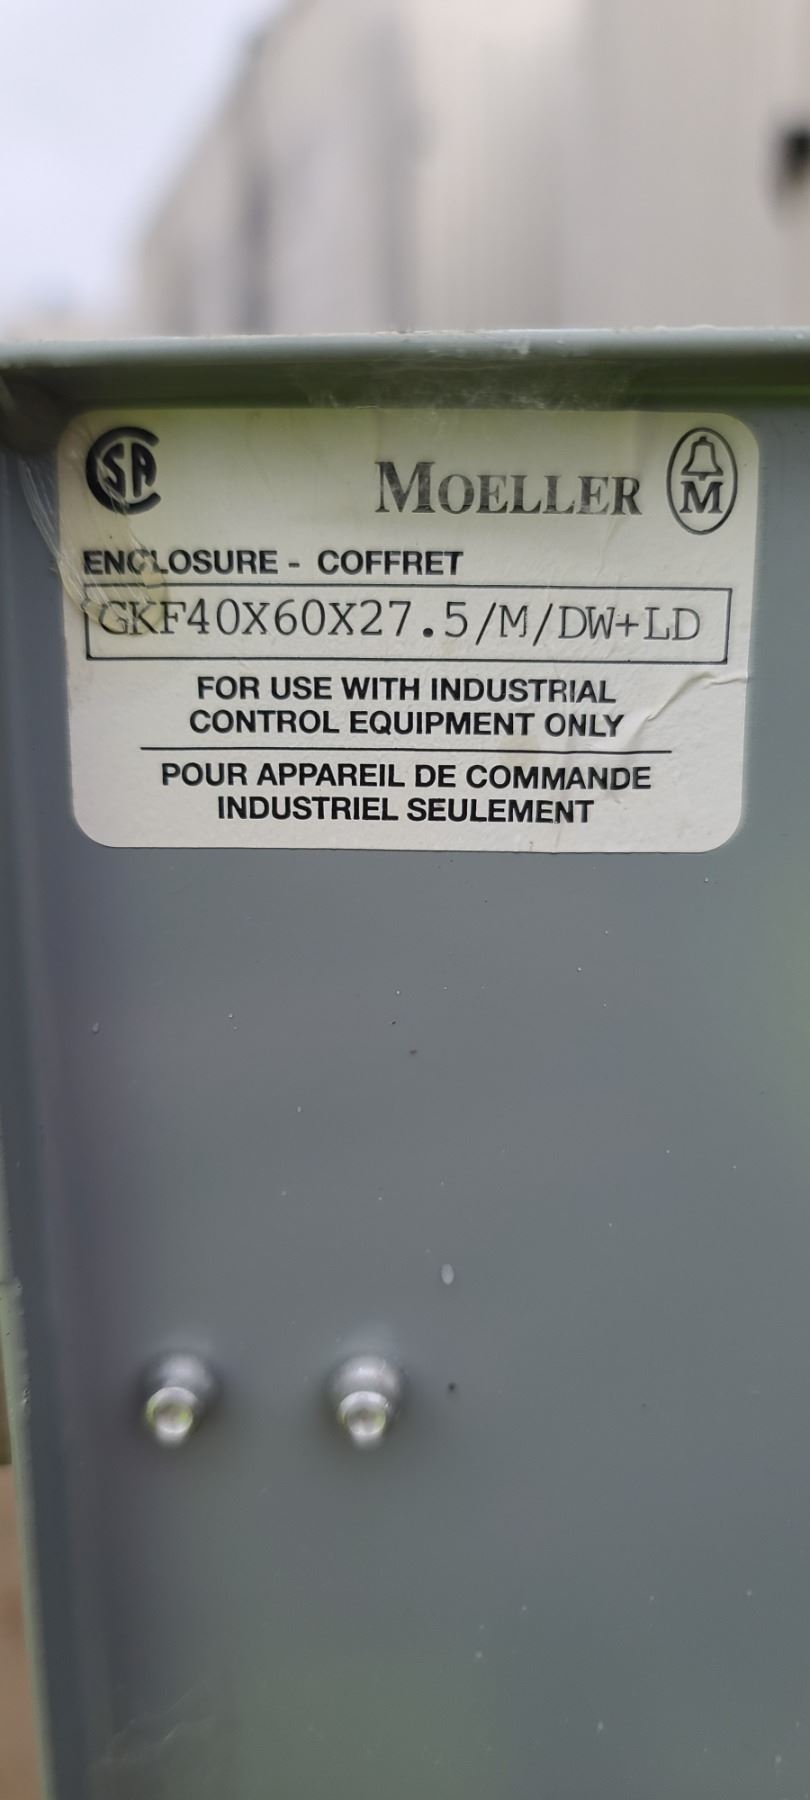 SA
MOELLER M
ENCLOSURE - COFFRET
GKF40X60X27.5/M/DW+LD
FOR USE WITH INDUSTRIAL
CONTROL EQUIPMENT ONLY
POUR APPAREIL DE COMMANDE
INDUSTRIEL SEULEMENT